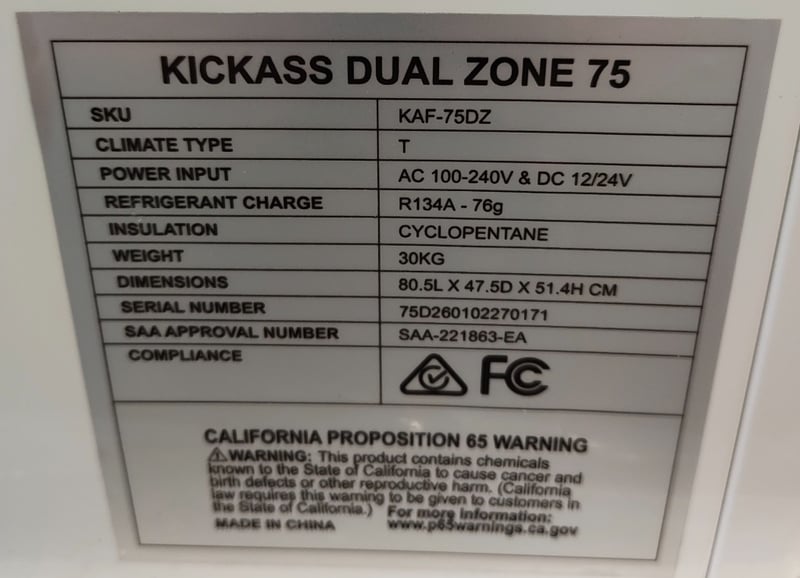 KICKASS DUAL ZONE 75
SKU KAF-75DZ
CLIMATE TYPE T
POWER INPUT AC 100-240V & DC 12/24V
REFRIGERANT CHARGE R134A - 76g
INSULATION CYCLOPENTANE
WEIGHT 30KG
DIMENSIONS 80.5L X 47.5D X 51.4H CM
SERIAL NUMBER 75D260102270171
SAA APPROVAL NUMBER SAA-221863-EA
COMPLIANCE FC
CALIFORNIA PROPOSITION 65 WARNING
⚠WARNING: This product contains chemicals
known to the State of California to cause cancer and
birth defects or other reproductive harm. (California
law requires this warning to be given to customers in
the State of California.) For more information:
MADE IN CHINA www.p65warnings.ca.gov